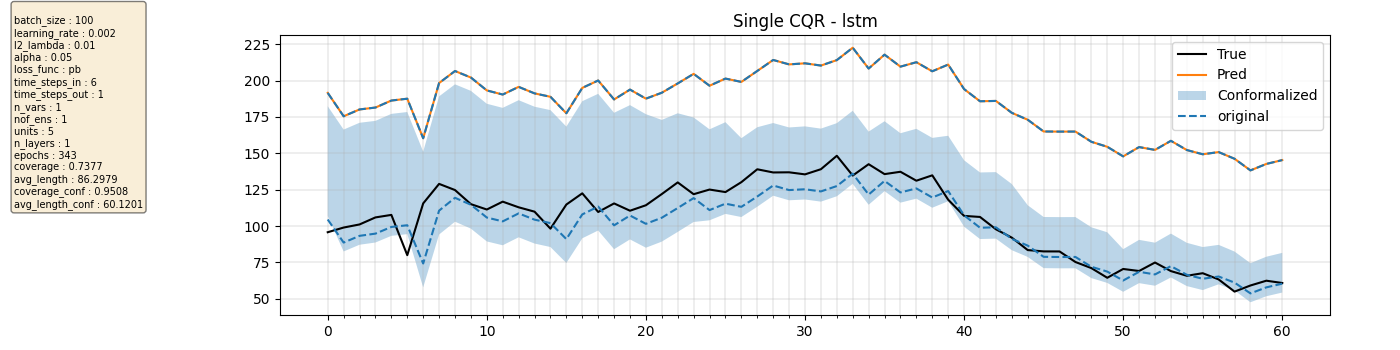 batch_size : 100
learning_rate : 0.002
l2_lambda : 0.01
alpha : 0.05
loss_func : pb
time_steps_in : 6
time_steps_out : 1
n_vars : 1
nof_ens : 1
units : 5
n_layers : 1
epochs : 343
coverage : 0.7377
avg_length : 86.2979
coverage_conf : 0.9508
avg_length_conf : 60.1201
Single CQR - lstm
225
200
175
150
125
100
75
50
True
Pred
Conformalized
original
0 10 20 30 40 50 60